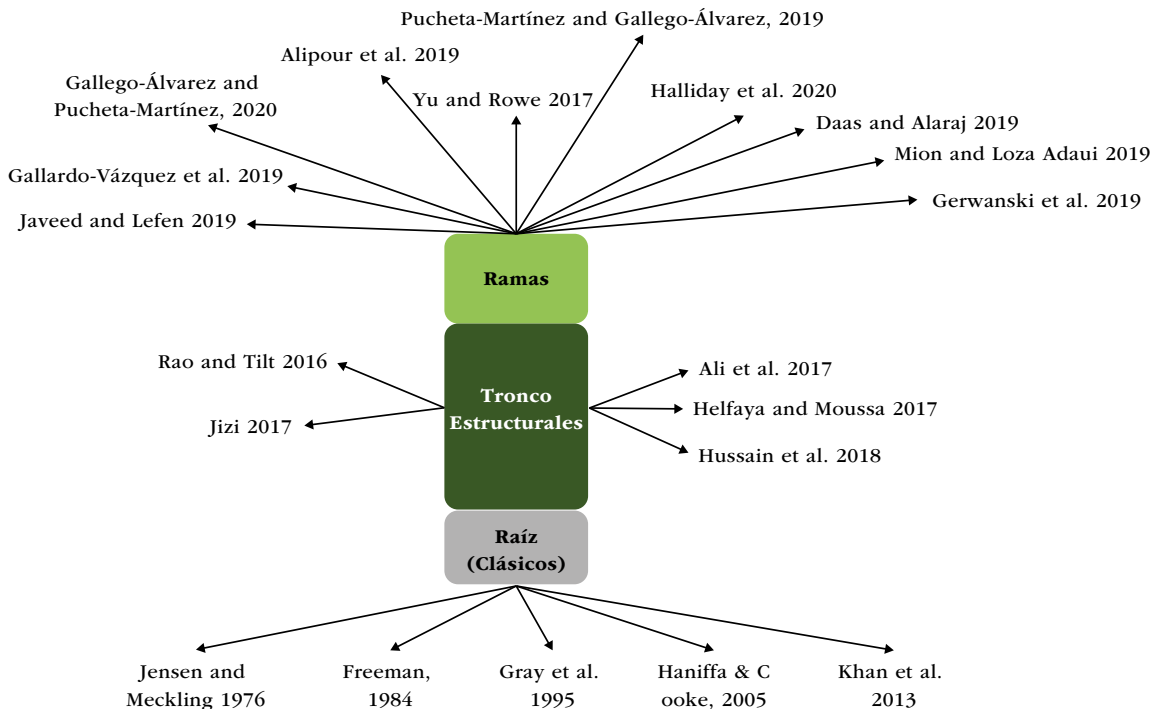 Pucheta-Martínez and Gallego-Álvarez, 2019
Alipour et al. 2019
Gallego-Álvarez and
Pucheta-Martínez, 2020
Yu and Rowe 2017
Halliday et al. 2020
Daas and Alaraj 2019
Mion and Loza Adaui 2019
Gallardo-Vázquez et al. 2019
Gerwanski et al. 2019
Javeed and Lefen 2019
Ramas
Rao and Tilt 2016
Jizi 2017
Tronco
Estructurales
Ali et al. 2017
Helfaya and Moussa 2017
Hussain et al. 2018
Raíz
(Clásicos)
Jensen and
Meckling 1976
Freeman,
1984
Gray et al.
1995
Haniffa & C
ooke, 2005
Khan et al.
2013